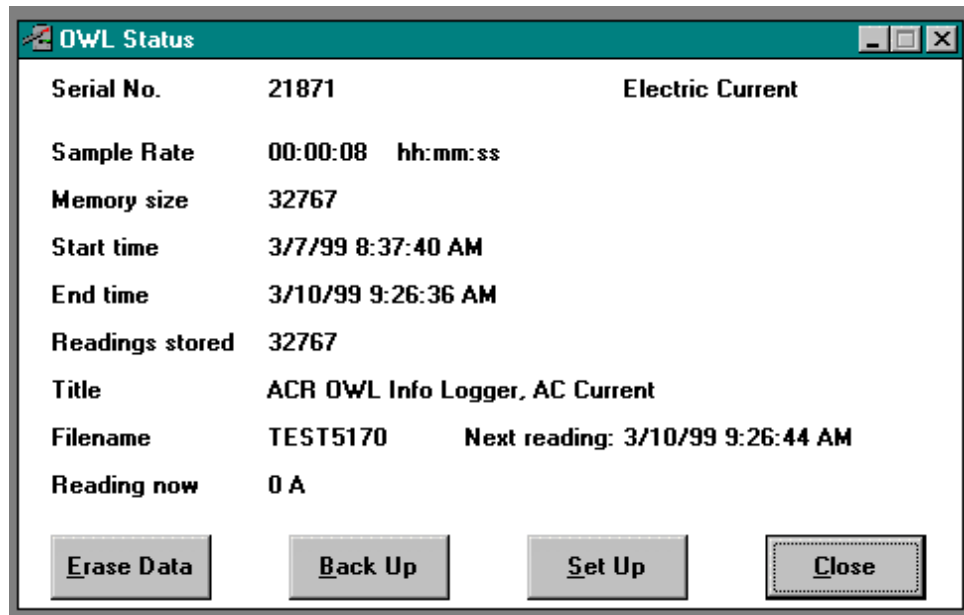 OWL Status
Serial No. 21871 Electric Current
Sample Rate 00:00:08 hh:mm:ss
Memory size 32767
Start time 3/7/99 8:37:40 AM
End time 3/10/99 9:26:36 AM
Readings stored 32767
Title ACR OWL Info Logger, AC Current
Filename TEST5170 Next reading: 3/10/99 9:26:44 AM
Reading now 0 A
Erase Data Back Up Set Up Close